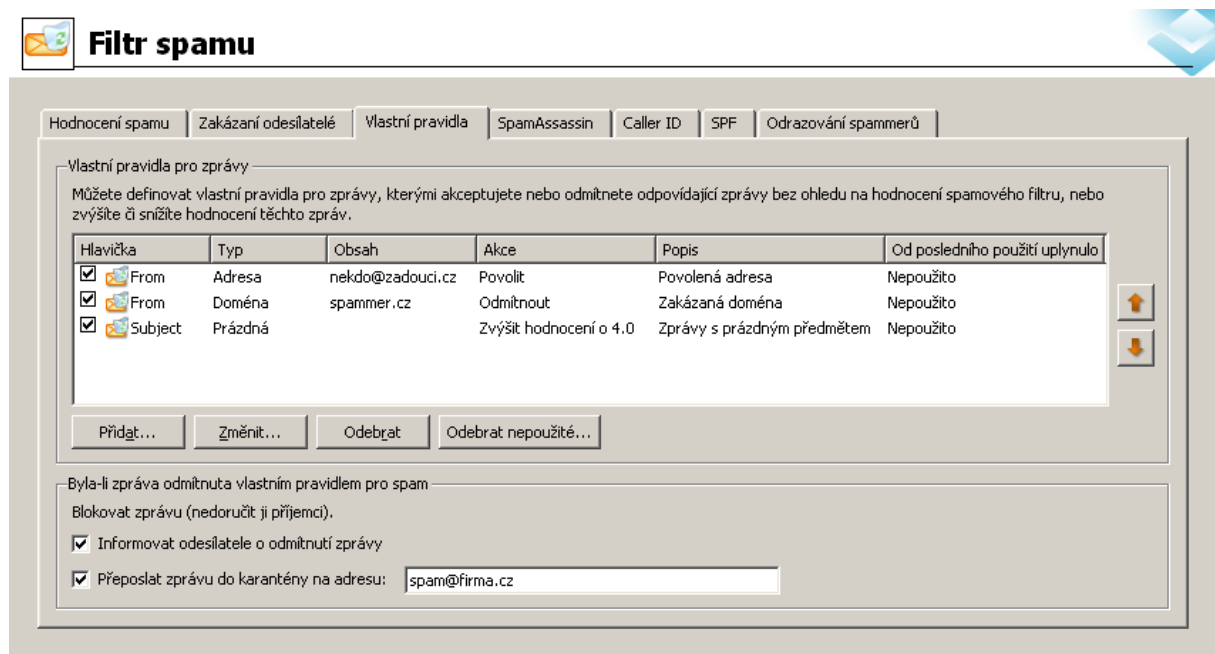 Filtr spamu
Hodnocení spamu Zakázaní odesílatelé Vlastní pravidla SpamAssassin Caller ID SPF Odrazování spammerů
Vlastní pravidla pro zprávy
Můžete definovat vlastní pravidla pro zprávy, kterými akceptujete nebo odmítnete odpovídající zprávy bez ohledu na hodnocení spamového filtru, nebo
zvýšíte či snížíte hodnocení těchto zpráv.
Hlavička Typ Obsah Akce Popis Od posledního použití uplynulo
From Adresa nekdo@zadouci.cz Povolit Povolená adresa Nepoužito
From Doména spammer.cz Odmítnout Zakázaná doména Nepoužito
Subject Prázdná Zvýšit hodnocení o 4.0 Zprávy s prázdným předmětem Nepoužito
Přidat... Změnit... Odebrat Odebrat nepoužité...
Byla-li zpráva odmítnuta vlastním pravidlem pro spam
Blokovat zprávu (nedoručit ji příjemci).
Informovat odesílatele o odmítnutí zprávy
Přeposlat zprávu do karantény na adresu: spam@firma.cz